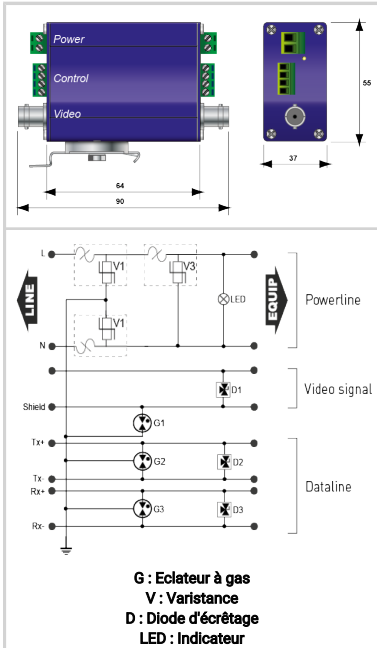 Power
Control
Video
64
90
55
37
L
V1
V3
LED
LINE
EQUIP
Powerline
V1
N
D1
Video signal
Shield
G1
Tx+
G2
D2
Dataline
Tx-
Rx+
G3
D3
Rx-
G : Eclateur à gas
V : Varistance
D : Diode d'écrêtage
LED : Indicateur